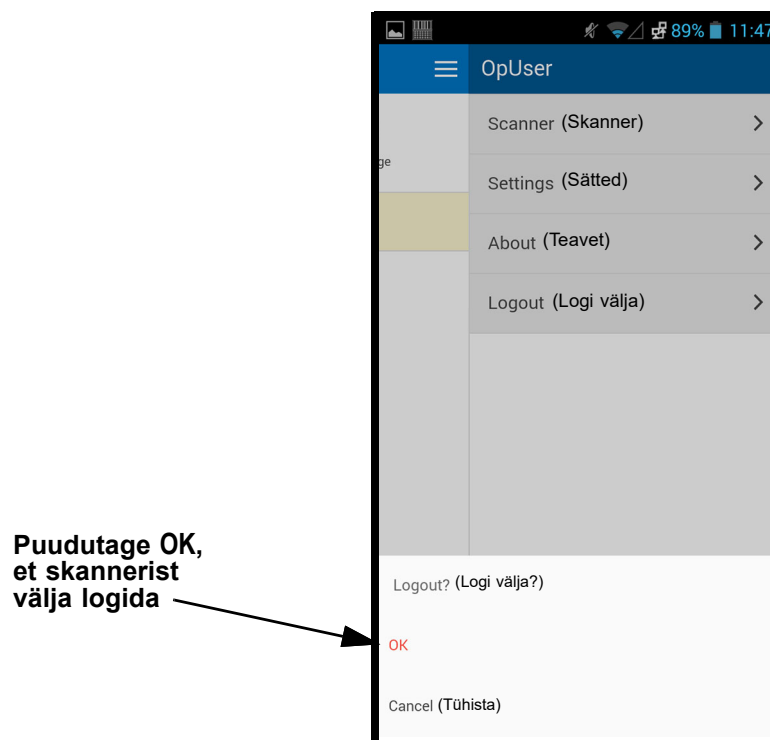 89% 11:47
OpUser
Scanner (Skanner)
ge
Settings (Sätted)
About (Teavet)
Logout (Logi välja)
Puudutage OK,
et skannerist
välja logida
Logout? (Logi välja?)
OK
Cancel (Tühista)